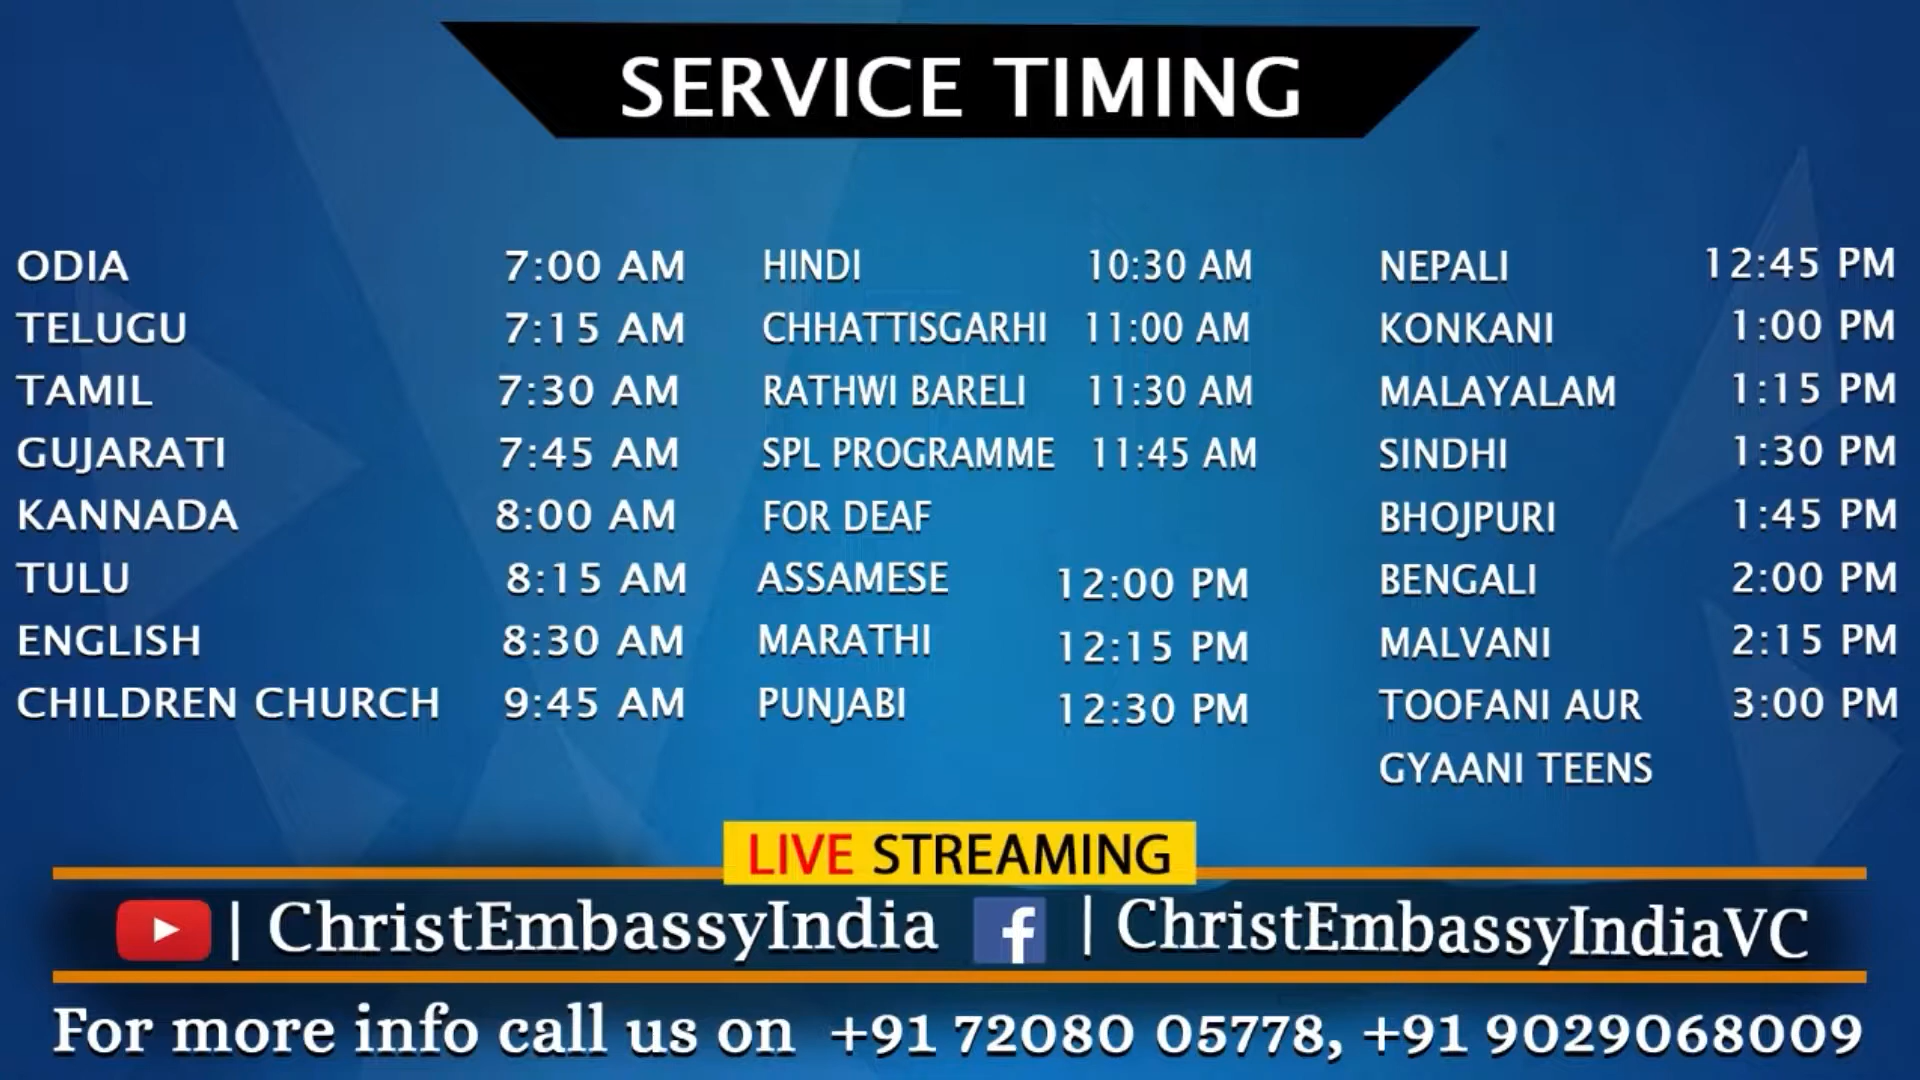 SERVICE TIMING
ODIA 7:00 AM
TELUGU 7:15 AM
TAMIL 7:30 AM
GUJARATI 7:45 AM
KANNADA 8:00 AM
TULU 8:15 AM
ENGLISH 8:30 AM
CHILDREN CHURCH 9:45 AM
HINDI 10:30 AM
CHHATTISGARHI 11:00 AM
RATHWI BARELI 11:30 AM
SPL PROGRAMME 11:45 AM
FOR DEAF
ASSAMESE 12:00 PM
MARATHI 12:15 PM
PUNJABI 12:30 PM
NEPALI 12:45 PM
KONKANI 1:00 PM
MALAYALAM 1:15 PM
SINDHI 1:30 PM
BHOJPURI 1:45 PM
BENGALI 2:00 PM
MALVANI 2:15 PM
TOOFANI AUR 3:00 PM
GYAANI TEENS
LIVE STREAMING
| ChristEmbassyIndia f | ChristEmbassyIndiaVC
For more info call us on +91 72080 05778, +91 9029068009